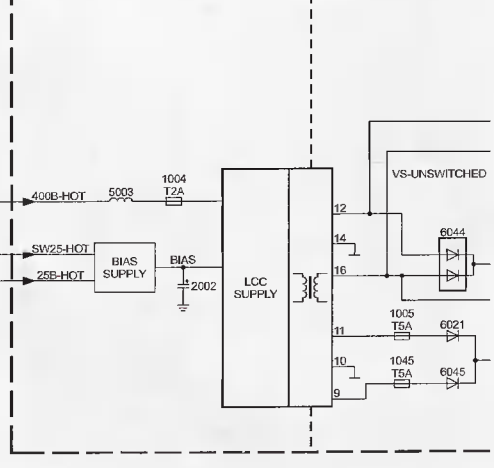 VS-UNSWITCHED
1004
T2A
400B-HOT
5003
12
6044
SW25-HOT
14
BIAS
SUPPLY
BIAS
16
25B-HOT
2002
LCC
SUPPLY
1005
T5A
6021
11
1045
T5A
10
6045
9